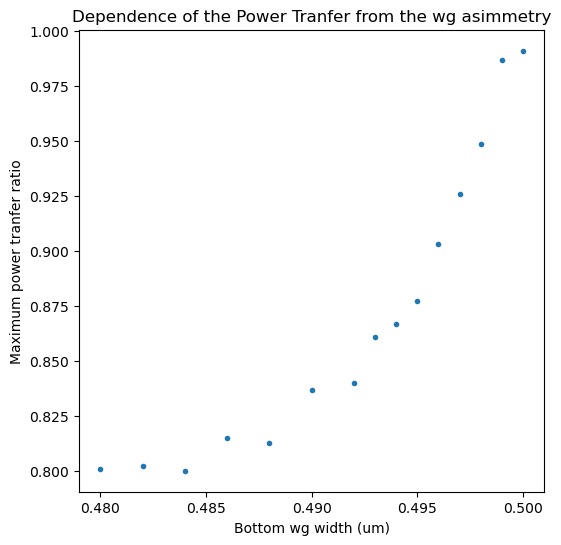 Dependence of the Power Tranfer from the wg asimmetry
1.000
0.975
0.950
0.925
0.900
0.875
0.850
0.825
0.800
Maximum power tranfer ratio
0.480 0.485 0.490 0.495 0.500
Bottom wg width (um)